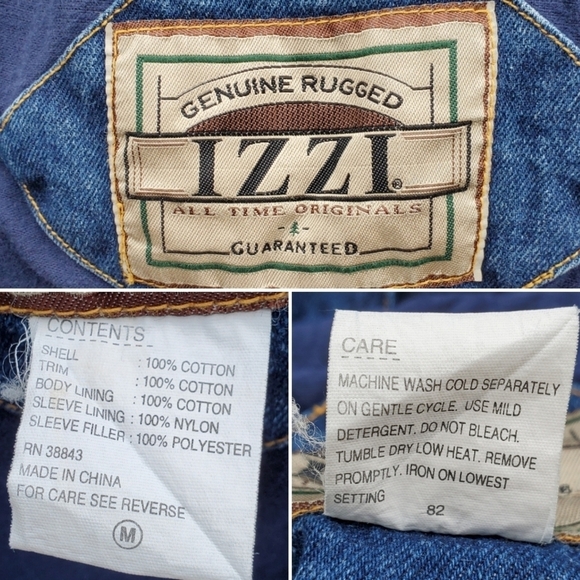 GENUINE RUGGED
IZZI®
ALL TIME ORIGINALS
GUARANTEED
CONTENTS
SHELL : 100% COTTON
TRIM : 100% COTTON
BODY LINING : 100% COTTON
SLEEVE LINING : 100% NYLON
SLEEVE FILLER : 100% POLYESTER
RN 38843
MADE IN CHINA
FOR CARE SEE REVERSE
M
CARE
MACHINE WASH COLD SEPARATELY
ON GENTLE CYCLE. USE MILD
DETERGENT. DO NOT BLEACH.
TUMBLE DRY LOW HEAT. REMOVE
PROMPTLY. IRON ON LOWEST
SETTING
82